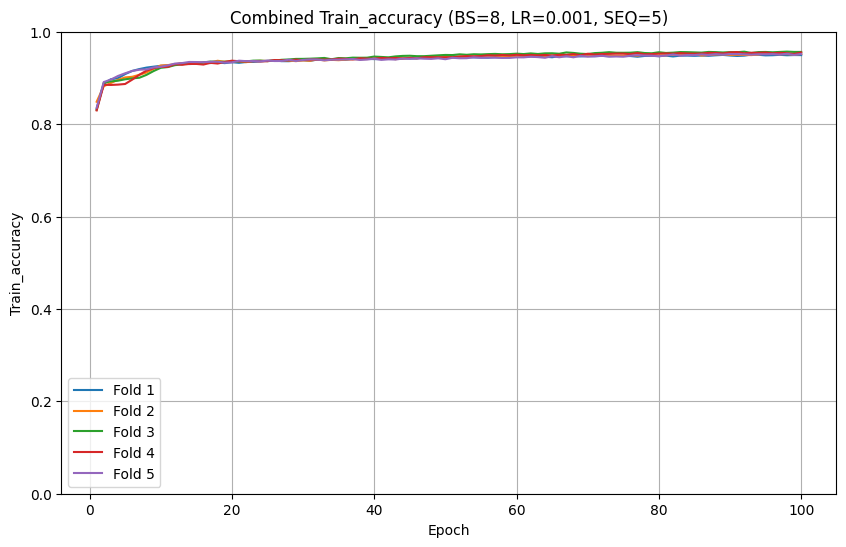 Combined Train_accuracy (BS=8, LR=0.001, SEQ=5)
Train_accuracy
1.0
0.8
0.6
0.4
0.2
0.0
Fold 1
Fold 2
Fold 3
Fold 4
Fold 5
0 20 40 60 80 100
Epoch